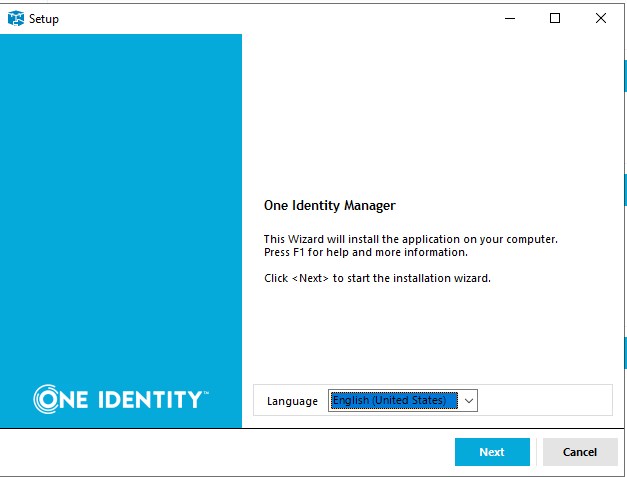 Setup
One Identity Manager
This Wizard will install the application on your computer.
Press F1 for help and more information.
Click <Next> to start the installation wizard.
ONE IDENTITY™
Language English (United States)
Next Cancel